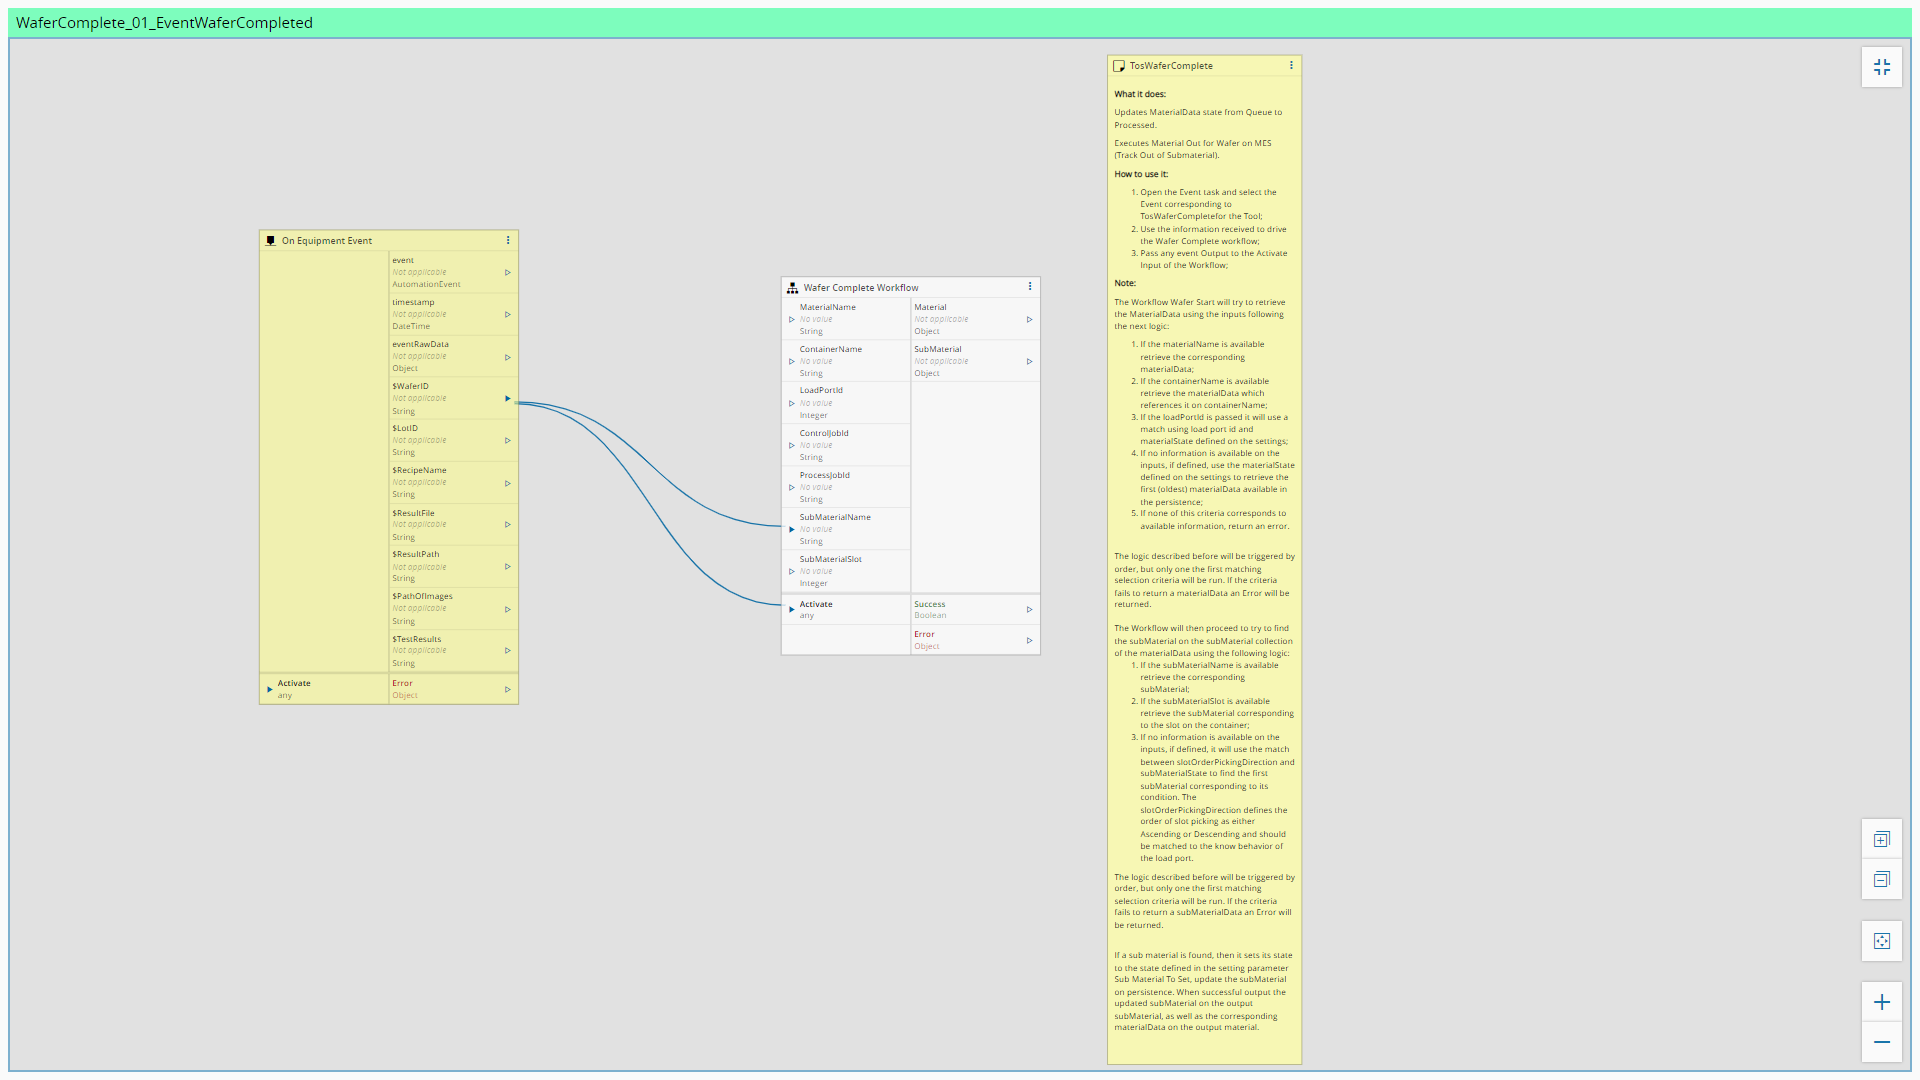 WaferComplete_01_EventWaferCompleted
On Equipment Event
event
Not applicable
AutomationEvent
timestamp
Not applicable
DateTime
eventRawData
Not applicable
Object
$WaferID
Not applicable
String
$LotID
Not applicable
String
$RecipeName
Not applicable
String
$ResultFile
Not applicable
String
$ResultPath
Not applicable
String
$PathOfImages
Not applicable
String
$TestResults
Not applicable
String
Activate
any
Error
Object
Wafer Complete Workflow
MaterialName
No value
String
ContainerName
No value
String
LoadPortId
No value
Integer
ControlJobId
No value
String
ProcessJobId
No value
String
SubMaterialName
No value
String
SubMaterialSlot
No value
Integer
Material
Not applicable
Object
SubMaterial
Not applicable
Object
Activate
any
Success
Boolean
Error
Object
TosWaferComplete
What it does:
Updates MaterialData state from Queue to
Processed.
Executes Material Out for Wafer on MES
(Track Out of Submaterial).
How to use it:
1. Open the Event task and select the
Event corresponding to
TosWaferCompletefor the Tool;
2. Use the information received to drive
the Wafer Complete workflow;
3. Pass any event Output to the Activate
Input of the Workflow;
Note:
The Workflow Wafer Start will try to retrieve
the MaterialData using the inputs following
the next logic:
1. If the materialName is available
retrieve the corresponding
materialData;
2. If the containerName is available
retrieve the materialData which
references it on containerName;
3. If the loadPortId is passed it will use a
match using load port id and
materialState defined on the settings;
4. If no information is available on the
inputs, if defined, use the materialState
defined on the settings to retrieve the
first (oldest) materialData available in
the persistence;
5. If none of this criteria corresponds to
available information, return an error.
The logic described before will be triggered by
order, but only one the first matching
selection criteria will be run. If the criteria
fails to return a materialData an Error will be
returned.
The Workflow will then proceed to try to find
the subMaterial on the subMaterial collection
of the materialData using the following logic:
1. If the subMaterialName is available
retrieve the corresponding
subMaterial;
2. If the subMaterialSlot is available
retrieve the subMaterial corresponding
to the slot on the container;
3. If no information is available on the
inputs, if defined, it will use the match
between slotOrderPickingDirection and
subMaterialState to find the first
subMaterial corresponding to its
condition. The
slotOrderPickingDirection defines the
order of slot picking as either
Ascending or Descending and should
be matched to the know behavior of
the load port.
The logic described before will be triggered by
order, but only one the first matching
selection criteria will be run. If the criteria
fails to return a subMaterialData an Error will
be returned.
If a sub material is found, then it sets its state
to the state defined in the setting parameter
Sub Material To Set, update the subMaterial
on persistence. When successful output the
updated subMaterial on the output
subMaterial, as well as the corresponding
materialData on the output material.